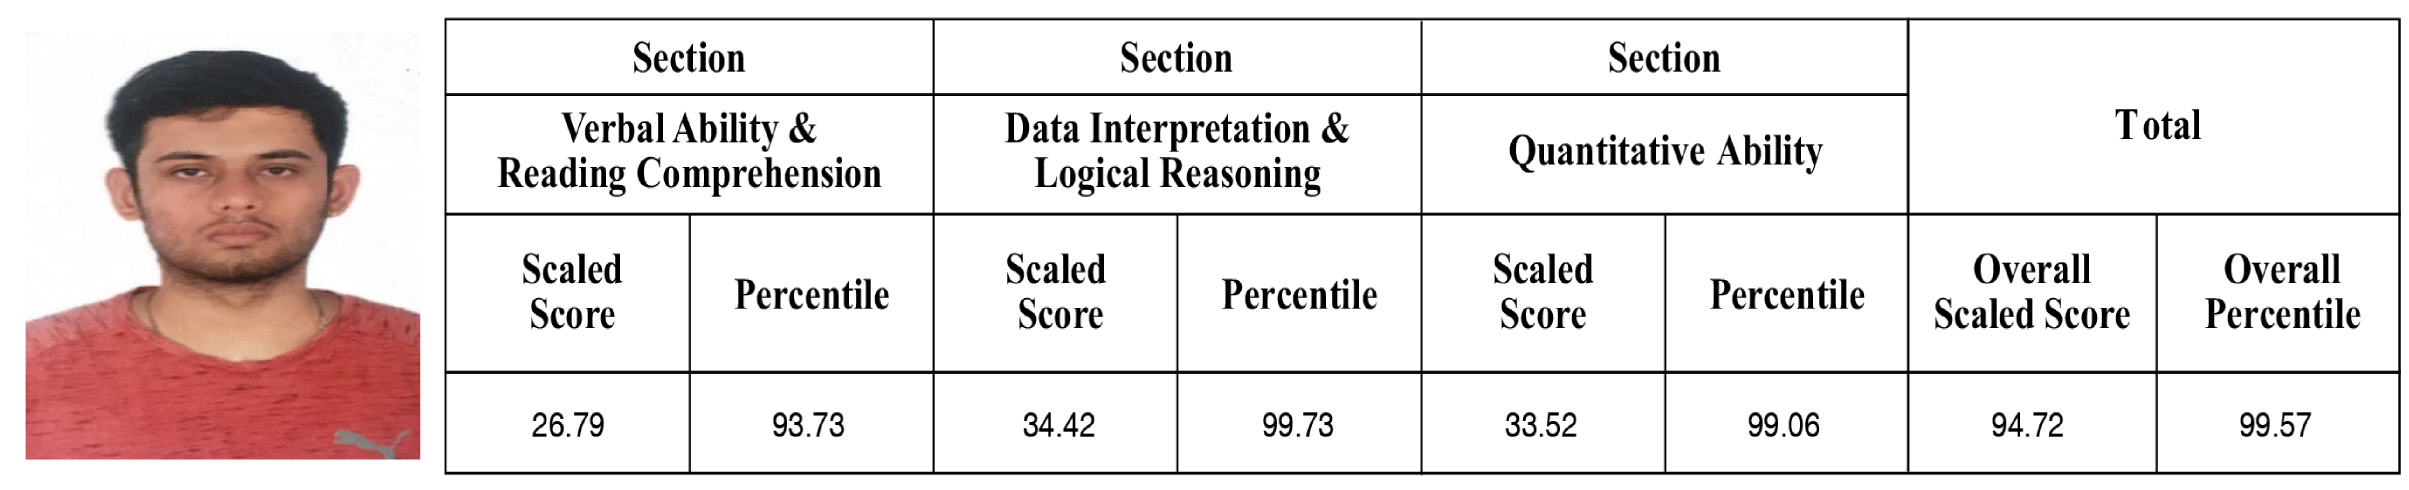 Section
Section
Section
Total
Verbal Ability &
Reading Comprehension
Data Interpretation &
Logical Reasoning
Quantitative Ability
Scaled
Score
Percentile
Scaled
Score
Percentile
Scaled
Score
Percentile
Overall
Scaled Score
Overall
Percentile
26.79
93.73
34.42
99.73
33.52
99.06
94.72
99.57